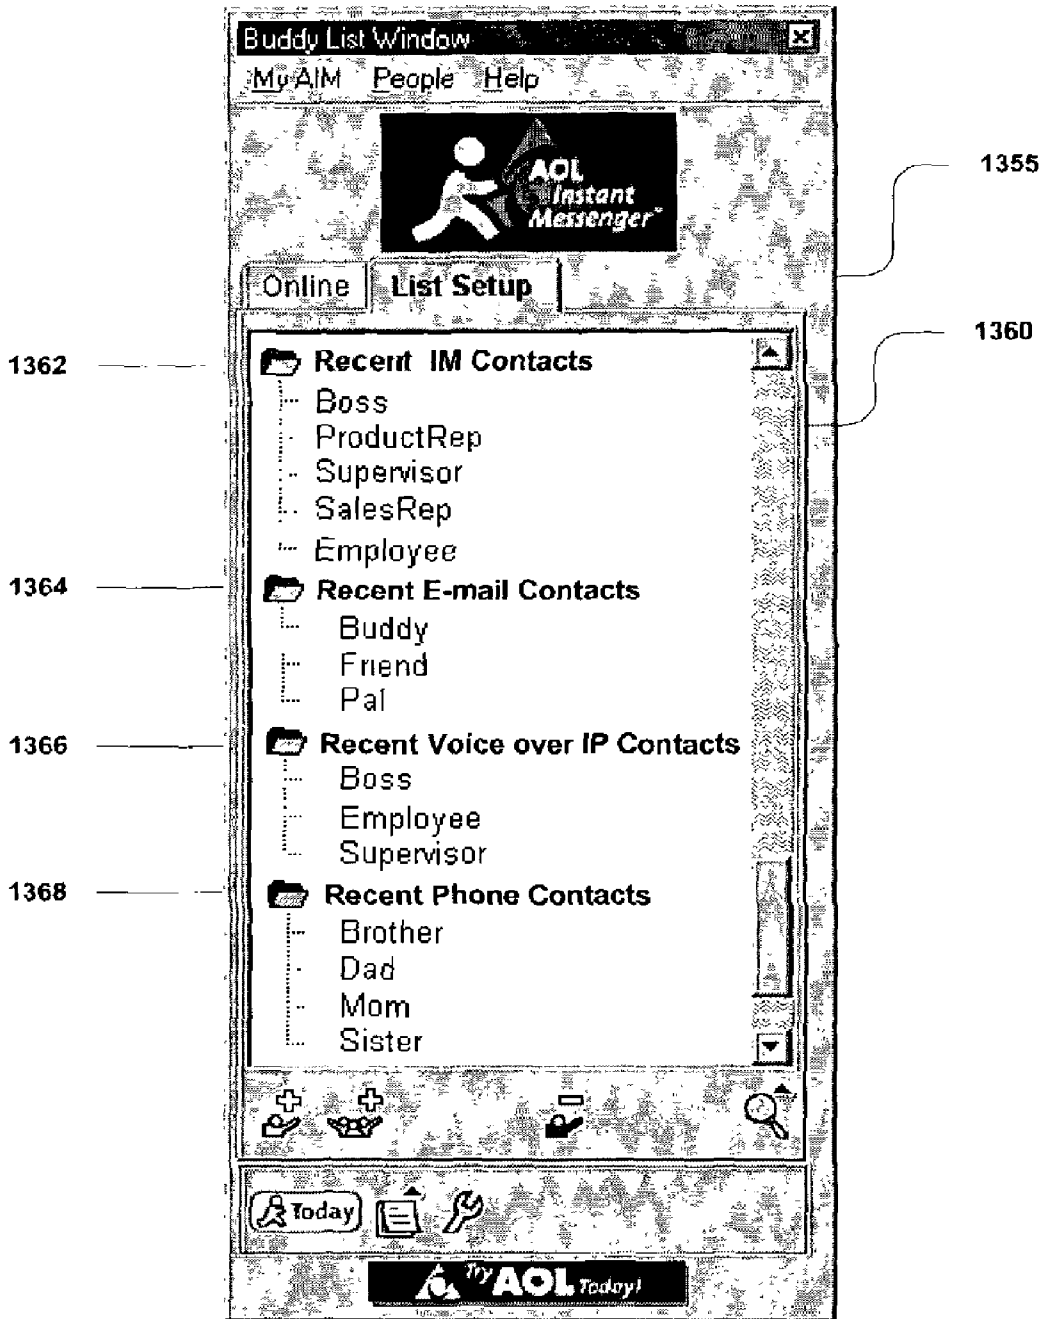 Buddy List Window
My AIM People Help
AOL
Instant
Messenger™
1355
Online List Setup
1360
1362 Recent IM Contacts
Boss
ProductRep
Supervisor
SalesRep
Employee
1364 Recent E-mail Contacts
Buddy
Friend
Pal
1366 Recent Voice over IP Contacts
Boss
Employee
Supervisor
1368 Recent Phone Contacts
Brother
Dad
Mom
Sister
Today
Try AOL Today!